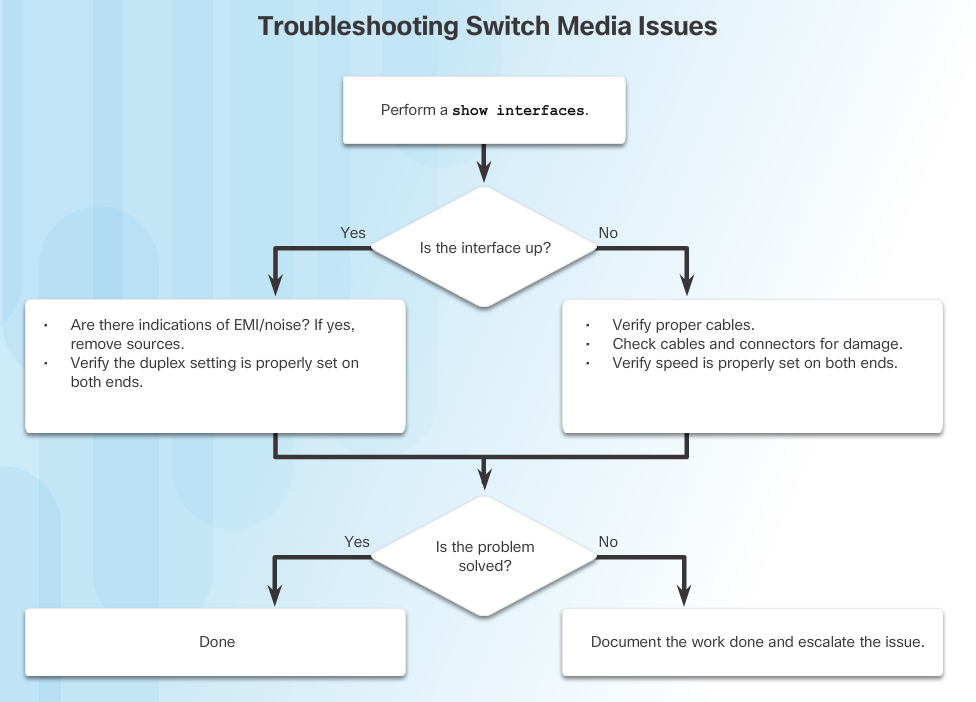 Troubleshooting Switch Media Issues
Perform a show interfaces.
Is the interface up?
Yes
No
· Are there indications of EMI/noise? If yes,
remove sources.
· Verify the duplex setting is properly set on
both ends.
· Verify proper cables.
· Check cables and connectors for damage.
· Verify speed is properly set on both ends.
Is the problem
solved?
Yes
No
Done
Document the work done and escalate the issue.